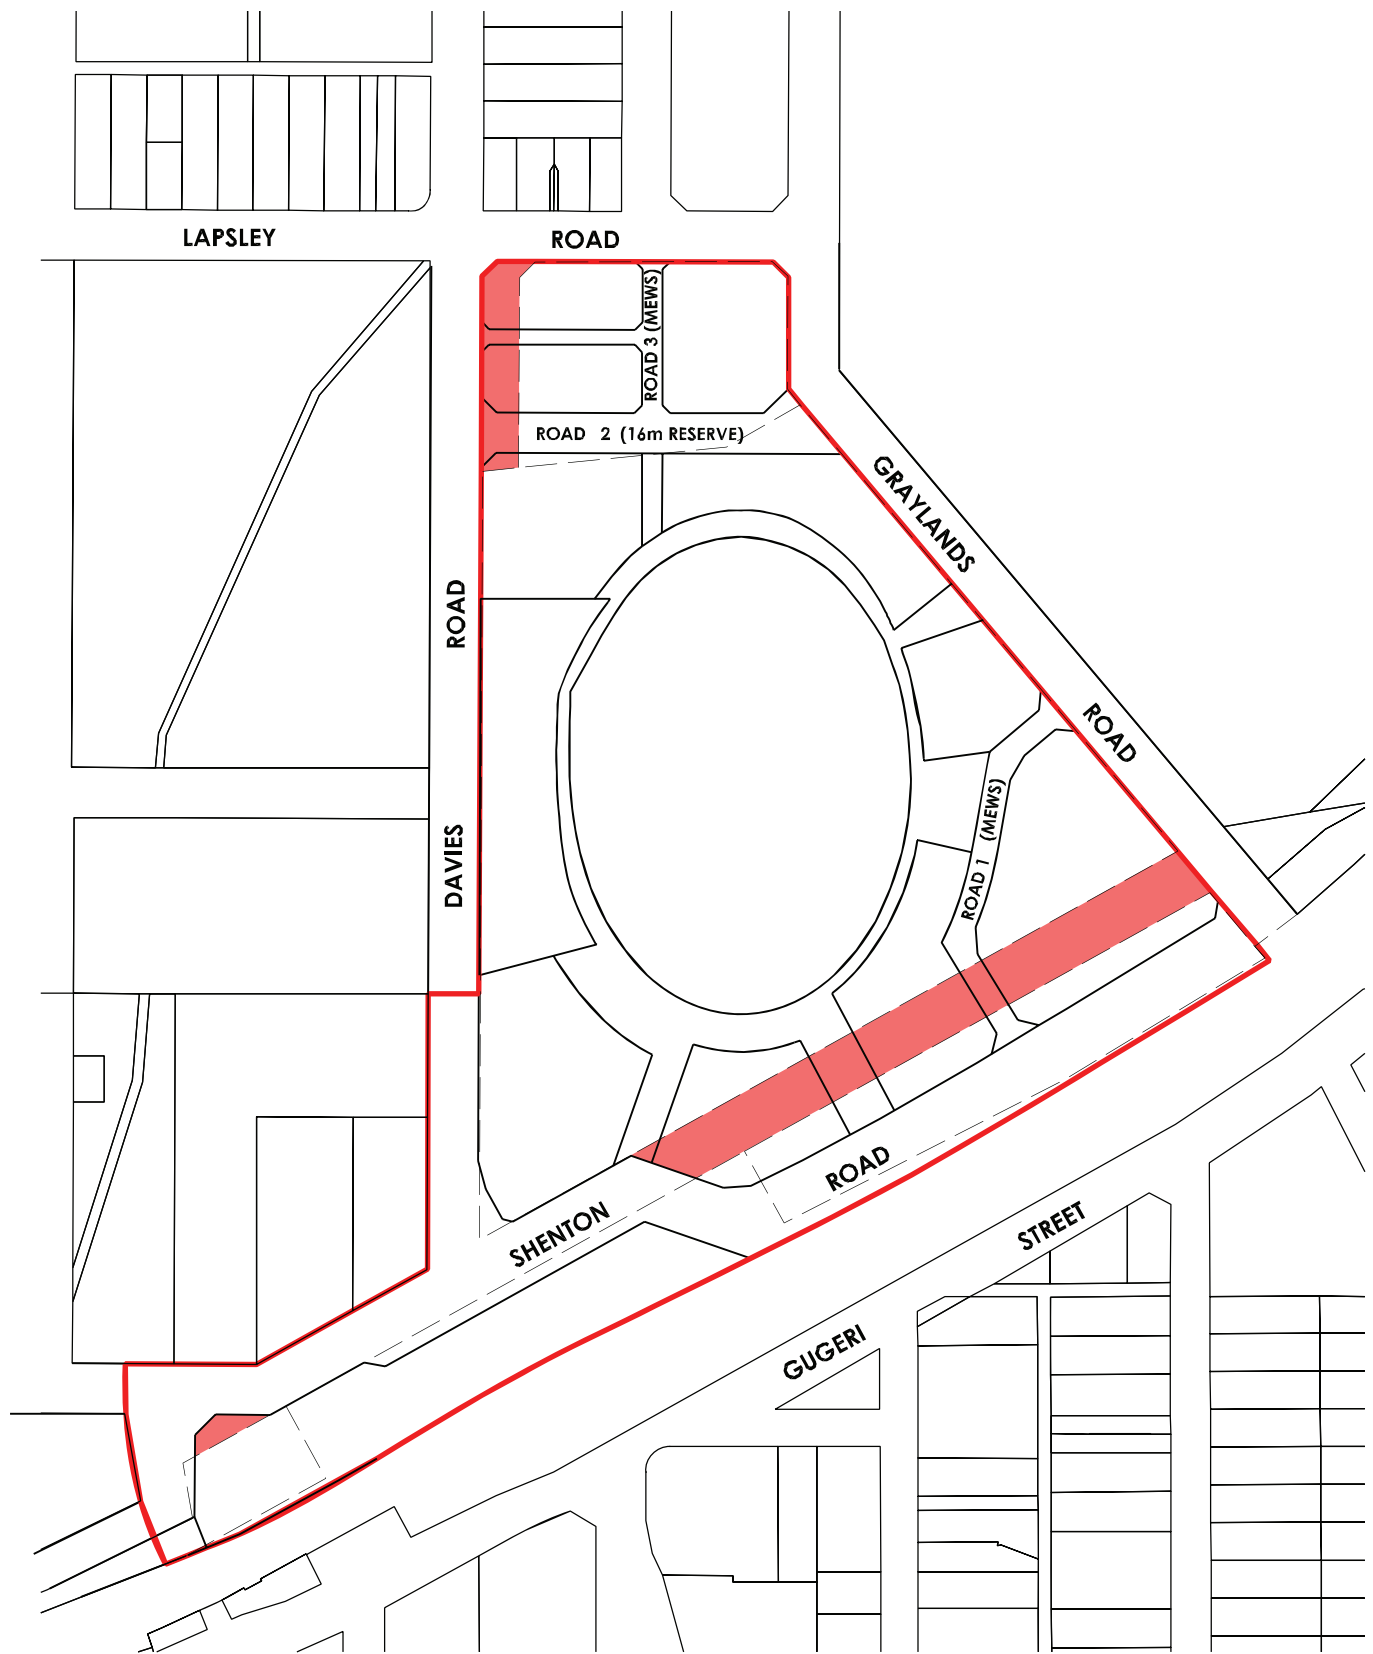 LAPSLEY ROAD
ROAD 3 (MEWS)
ROAD 2 (16m RESERVE)
GRAYLANDS ROAD
DAVIES ROAD
ROAD 1 (MEWS)
SHENTON ROAD
GUGERI STREET